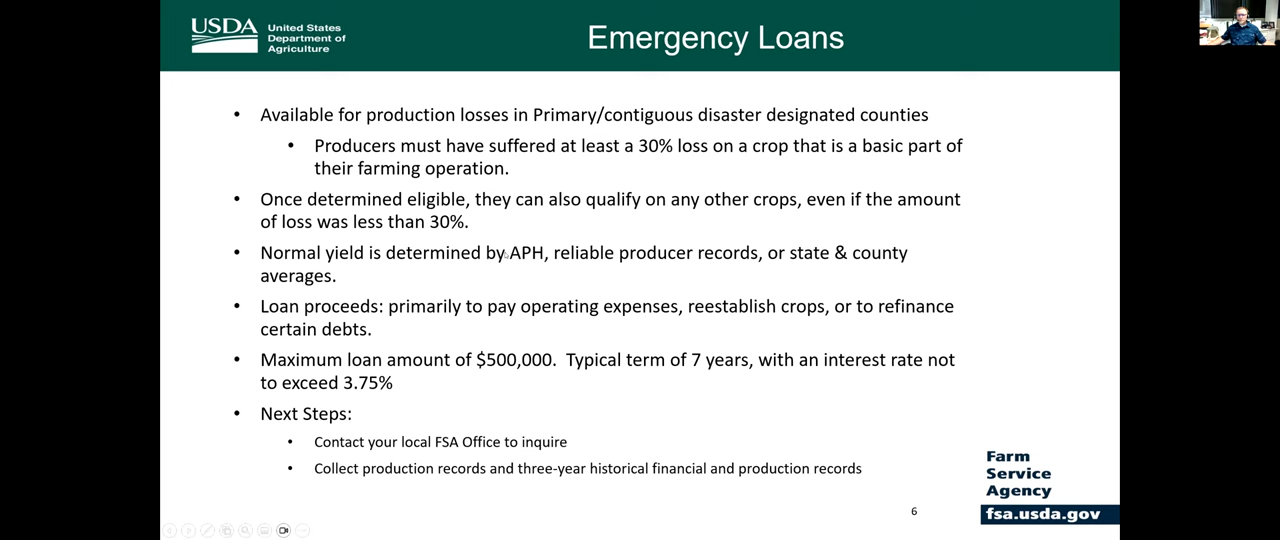 USDA
United States
Department of
Agriculture
Emergency Loans
• Available for production losses in Primary/contiguous disaster designated counties
• Producers must have suffered at least a 30% loss on a crop that is a basic part of
their farming operation.
• Once determined eligible, they can also qualify on any other crops, even if the amount
of loss was less than 30%.
• Normal yield is determined by APH, reliable producer records, or state & county
averages.
• Loan proceeds: primarily to pay operating expenses, reestablish crops, or to refinance
certain debts.
• Maximum loan amount of $500,000.  Typical term of 7 years, with an interest rate not
to exceed 3.75%
• Next Steps:
• Contact your local FSA Office to inquire
• Collect production records and three-year historical financial and production records
Farm
Service
Agency
fsa.usda.gov
6